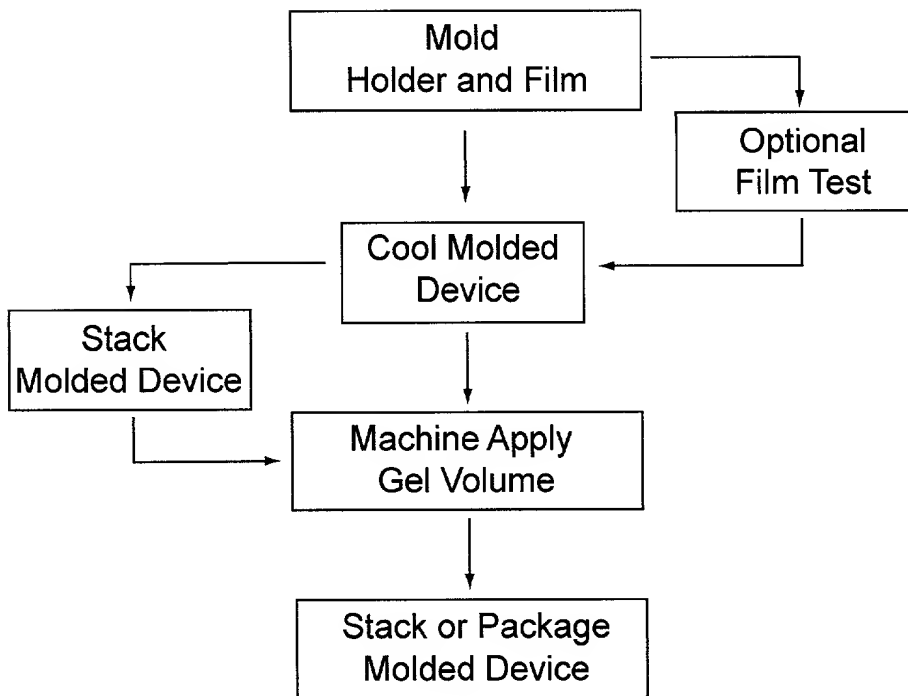 Mold
Holder and Film
Optional
Film Test
Cool Molded
Device
Stack
Molded Device
Machine Apply
Gel Volume
Stack or Package
Molded Device